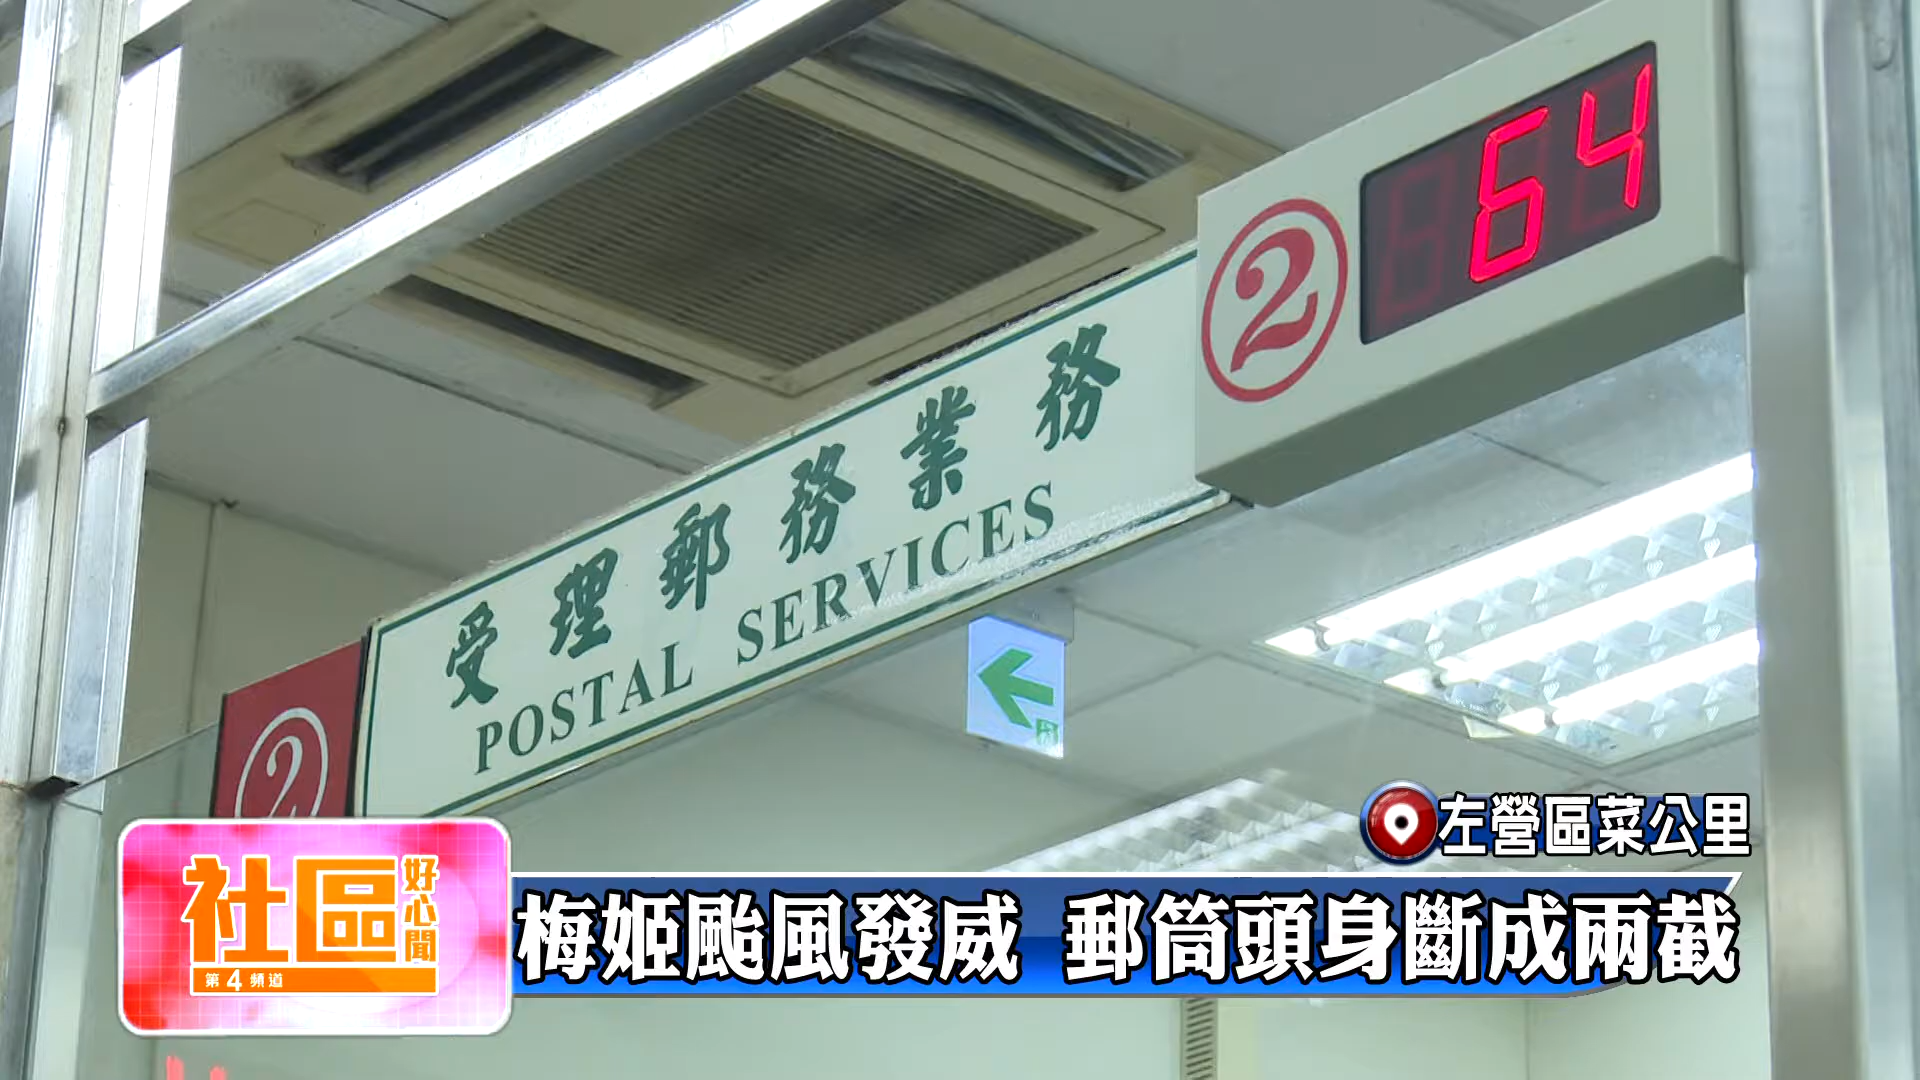 ② 64
受理郵務業務
POSTAL SERVICES
②
左營區菜公里
社區好心聞
第4頻道
梅姬颱風發威 郵筒頭身斷成兩截